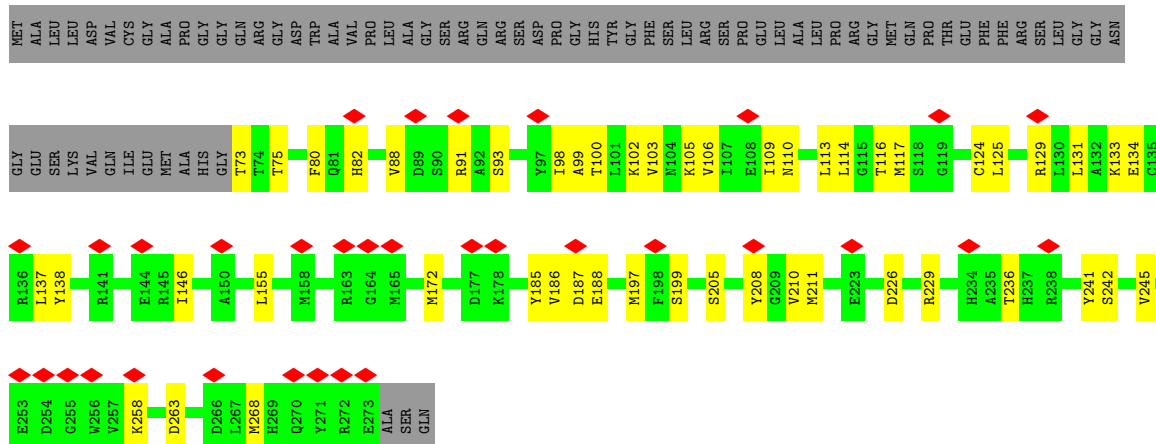 MET ALA LEU LEU ASP VAL CYS GLY ALA PRO GLY GLY GLN ARG GLY ASP TRP ALA VAL PRO LEU ALA GLY SER ARG GLN ARG SER ASP PRO GLY HIS TYR GLY PHE SER LEU ARG SER PRO GLU LEU ALA LEU PRO ARG GLY MET GLN PRO THR GLU PHE PHE ARG SER LEU GLY GLY ASN
GLY GLU SER LYS VAL GLN ILE GLU MET ALA HIS GLY T73 T74 T75 F80 Q81 H82 V88 D89 S90 R91 A92 S93 Y97 I98 A99 T100 L101 K102 V103 N104 K105 V106 I107 E108 I109 N110 L113 L114 G115 T116 M117 S118 G119 C124 L125 R129 L130 L131 A132 K133 E134 C135
R136 L137 Y138 R141 E144 R145 I146 A150 L155 M158 R163 G164 M165 M172 D177 K178 Y185 V186 D187 E188 M197 F198 S199 S205 Y208 G209 V210 M211 E223 D226 R229 H234 A235 T236 H237 R238 Y241 S242 V245
E253 D254 G255 W256 V257 K258 D263 D266 L267 M268 H269 Q270 Y271 R272 E273 ALA SER GLN